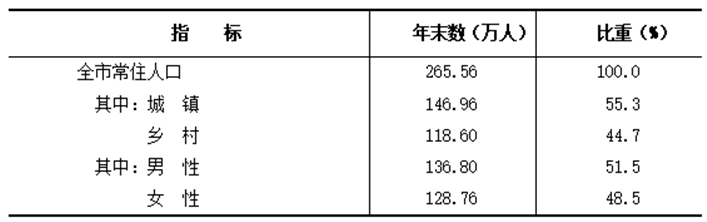 指 标 年末数（万人） 比重（%）
全市常住人口 265.56 100.0
其中：城 镇 146.96 55.3
乡 村 118.60 44.7
其中：男 性 136.80 51.5
女 性 128.76 48.5